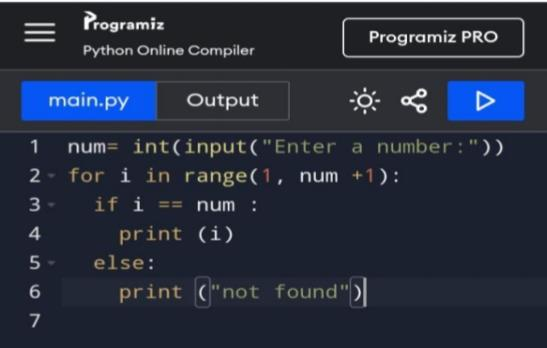 Programiz
Python Online Compiler
Programiz PRO
main.py
Output
1 num= int(input("Enter a number:"))
2 for i in range(1, num +1):
3   if i == num :
4     print (i)
5   else:
6     print ("not found")
7